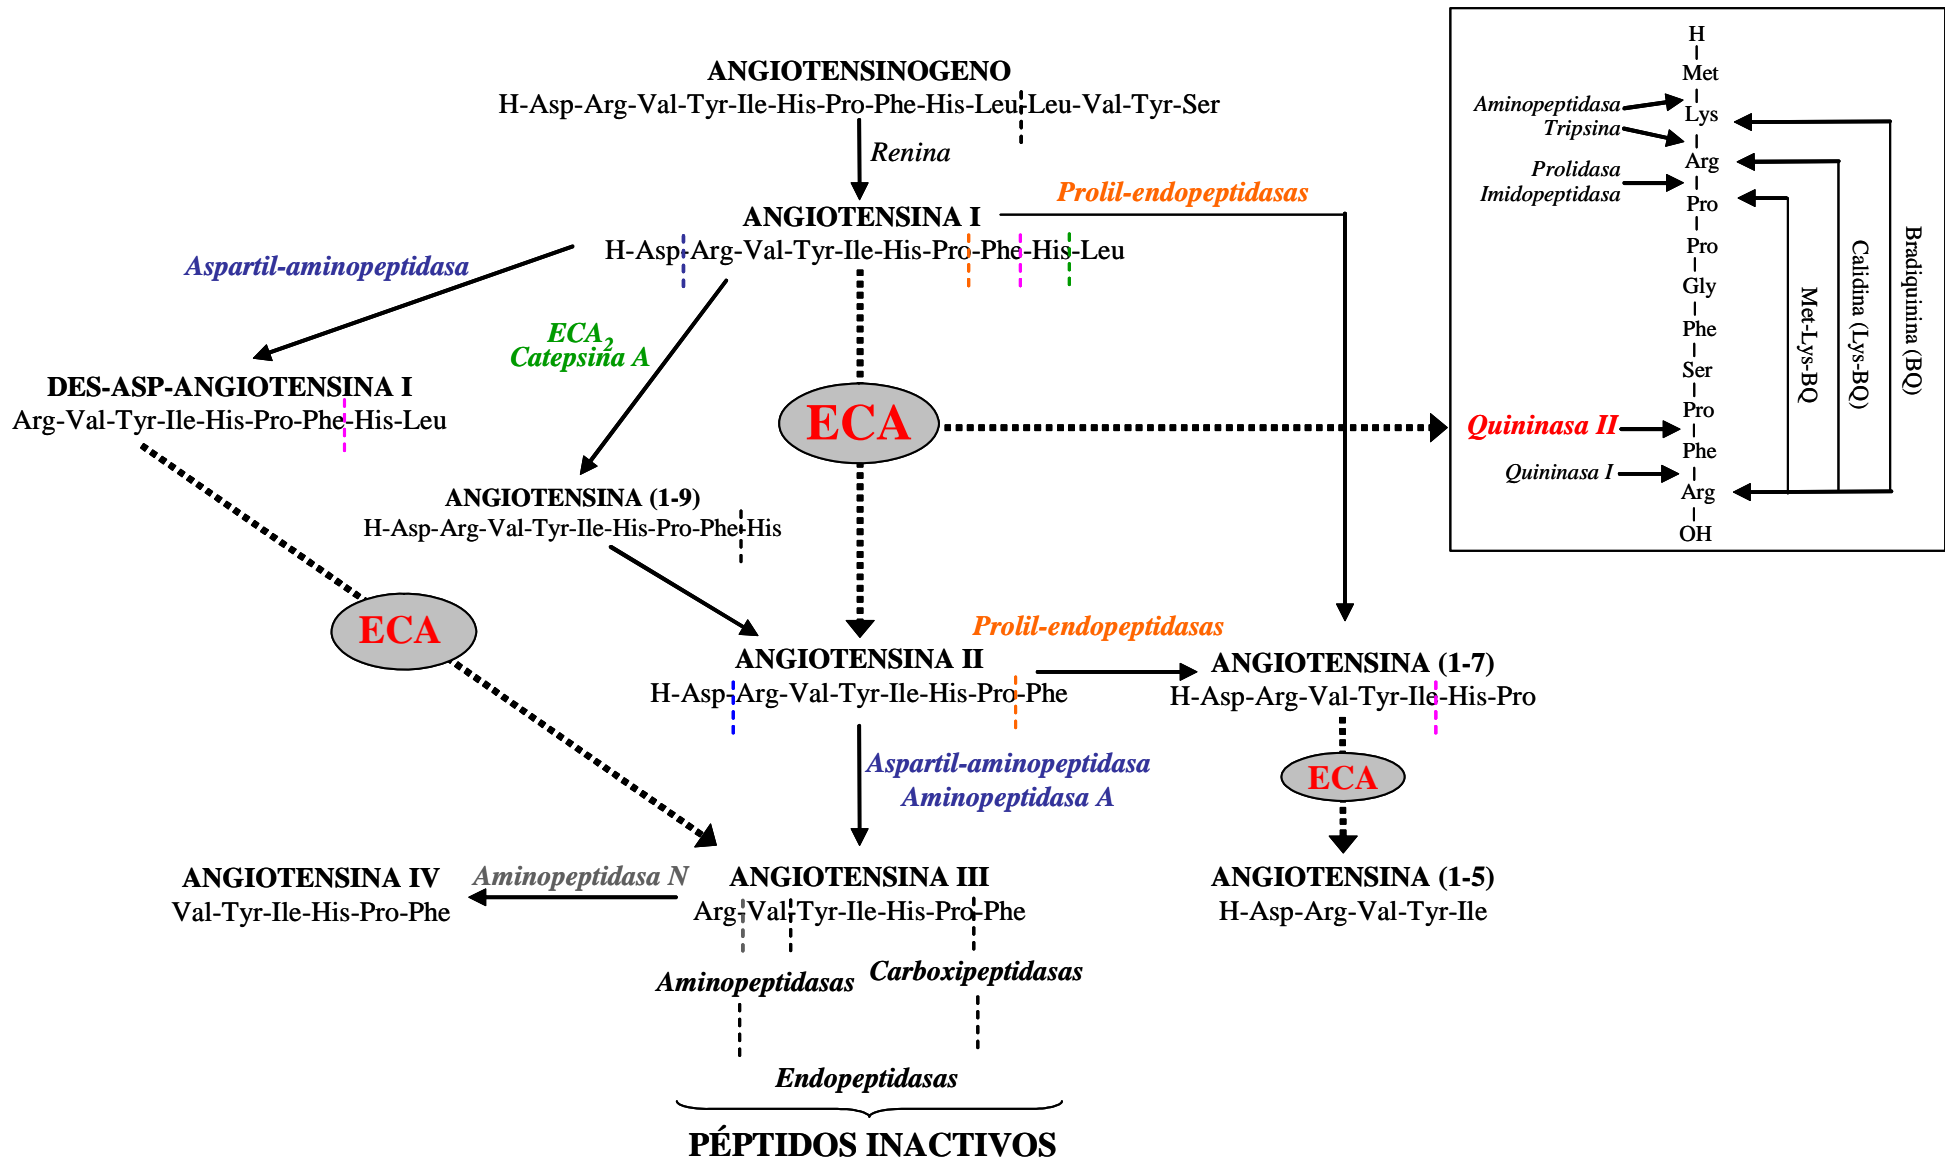 ANGIOTENSINOGENO
H-Asp-Arg-Val-Tyr-Ile-His-Pro-Phe-His-Leu-Leu-Val-Tyr-Ser
Renina
Prolil-endopeptidasas
ANGIOTENSINA I
H-Asp-Arg-Val-Tyr-Ile-His-Pro-Phe-His-Leu
Aspartil-aminopeptidasa
ECA2
Catepsina A
DES-ASP-ANGIOTENSINA I
Arg-Val-Tyr-Ile-His-Pro-Phe-His-Leu
ECA
ANGIOTENSINA (1-9)
H-Asp-Arg-Val-Tyr-Ile-His-Pro-Phe-His
ECA
Prolil-endopeptidasas
ANGIOTENSINA II
H-Asp-Arg-Val-Tyr-Ile-His-Pro-Phe
ANGIOTENSINA (1-7)
H-Asp-Arg-Val-Tyr-Ile-His-Pro
Aspartil-aminopeptidasa
Aminopeptidasa A
ECA
ANGIOTENSINA IV
Val-Tyr-Ile-His-Pro-Phe
Aminopeptidasa N
ANGIOTENSINA III
Arg-Val-Tyr-Ile-His-Pro-Phe
ANGIOTENSINA (1-5)
H-Asp-Arg-Val-Tyr-Ile
Aminopeptidasas
Carboxipeptidasas
Endopeptidasas
PÉPTIDOS INACTIVOS
H
Met
Aminopeptidasa
Lys
Tripsina
Arg
Prolidasa
Imidopeptidasa
Pro
Pro
Gly
Phe
Ser
Pro
Quininasa II
Phe
Quininasa I
Arg
OH
Met-Lys-BQ
Calidina (Lys-BQ)
Bradiquinina (BQ)